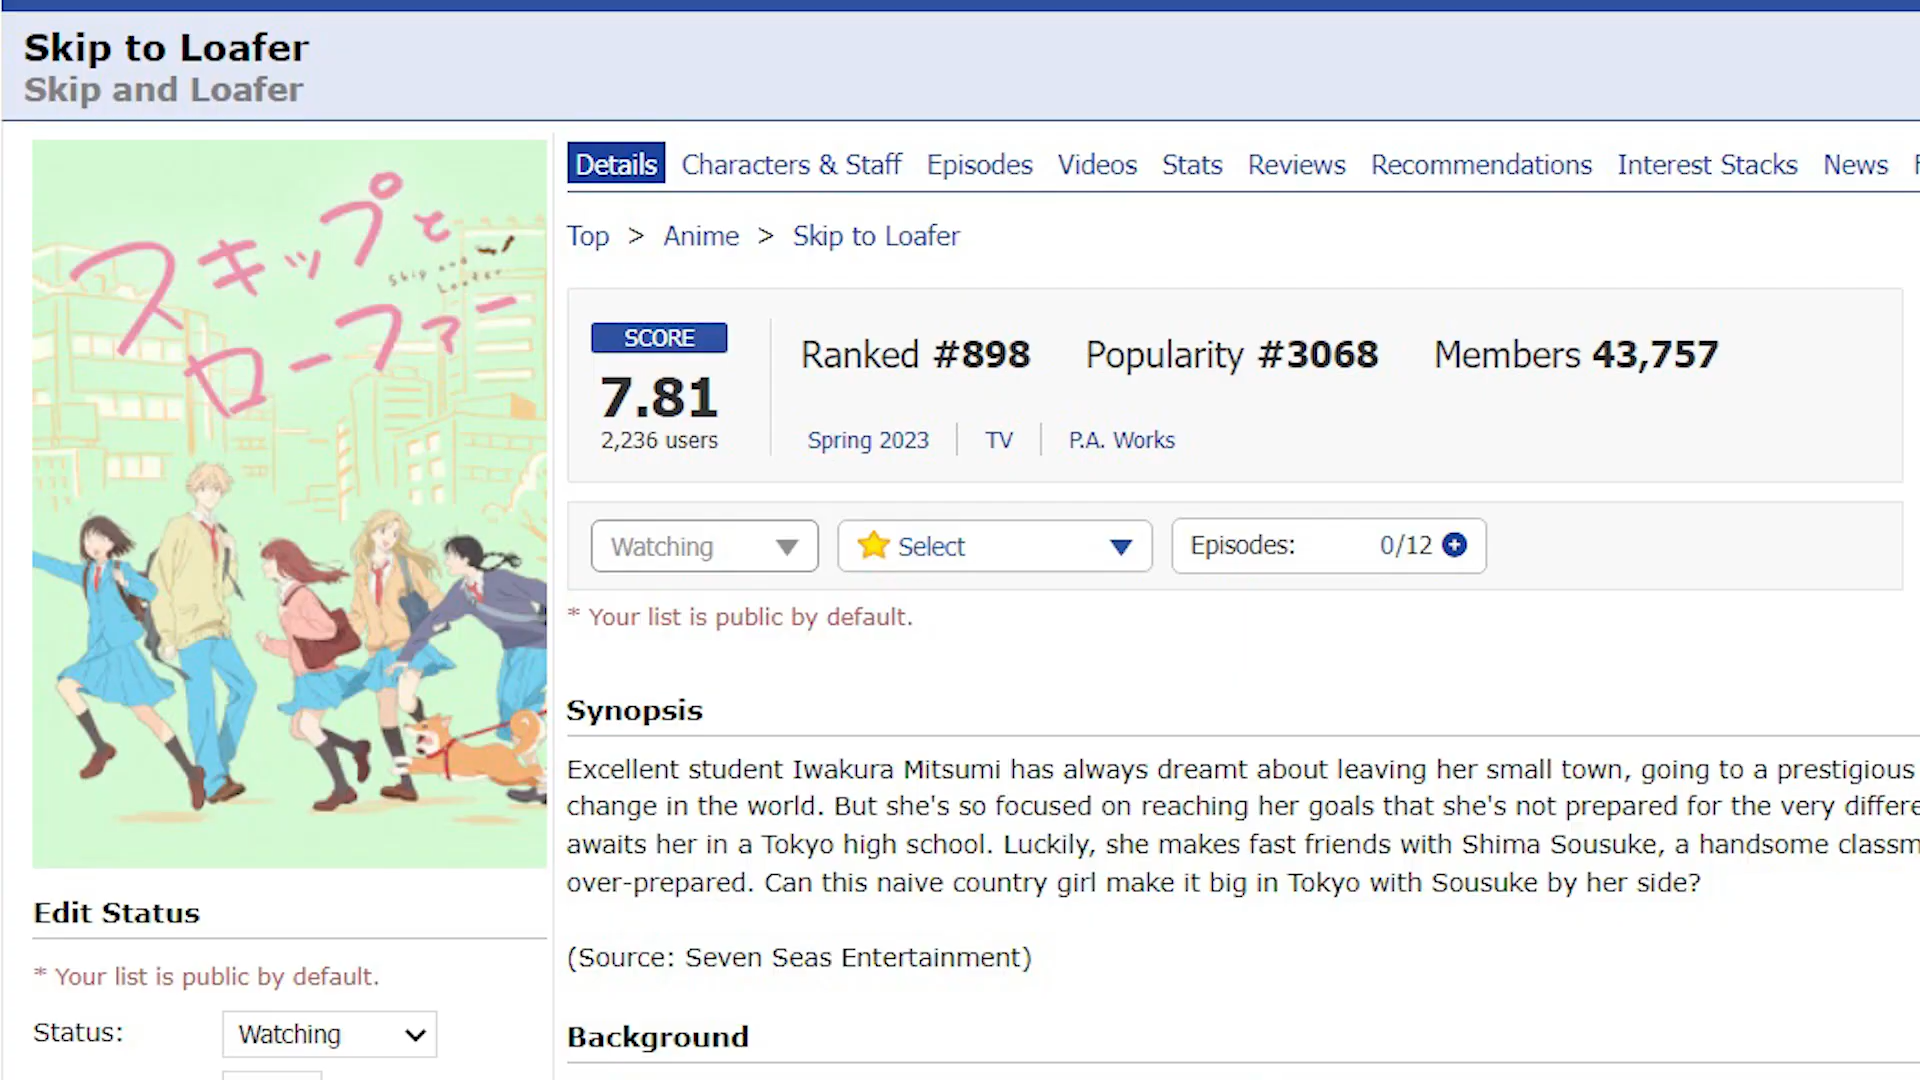 Skip to Loafer
Skip and Loafer
スキップと
skip and
Loafer
ローファー
Details Characters & Staff Episodes Videos Stats Reviews Recommendations Interest Stacks News
Top > Anime > Skip to Loafer
SCORE
7.81
2,236 users
Ranked #898 Popularity #3068 Members 43,757
Spring 2023 TV P.A. Works
Watching
Select
Episodes: 0/12
* Your list is public by default.
Synopsis
Excellent student Iwakura Mitsumi has always dreamt about leaving her small town, going to a prestigious
change in the world. But she's so focused on reaching her goals that she's not prepared for the very differe
awaits her in a Tokyo high school. Luckily, she makes fast friends with Shima Sousuke, a handsome classm
over-prepared. Can this naive country girl make it big in Tokyo with Sousuke by her side?
(Source: Seven Seas Entertainment)
Background
Edit Status
* Your list is public by default.
Status: Watching